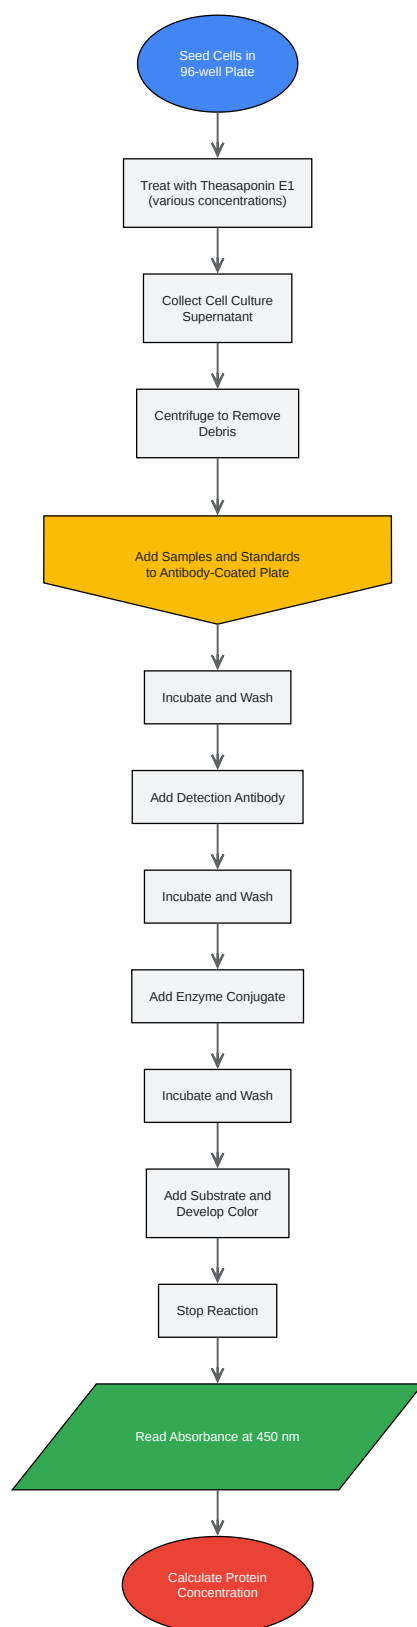 Seed Cells in
96-well Plate
Treat with Theasaponin E1
(various concentrations)
Collect Cell Culture
Supernatant
Centrifuge to Remove
Debris
Add Samples and Standards
to Antibody-Coated Plate
Incubate and Wash
Add Detection Antibody
Incubate and Wash
Add Enzyme Conjugate
Incubate and Wash
Add Substrate and
Develop Color
Stop Reaction
Read Absorbance at 450 nm
Calculate Protein
Concentration